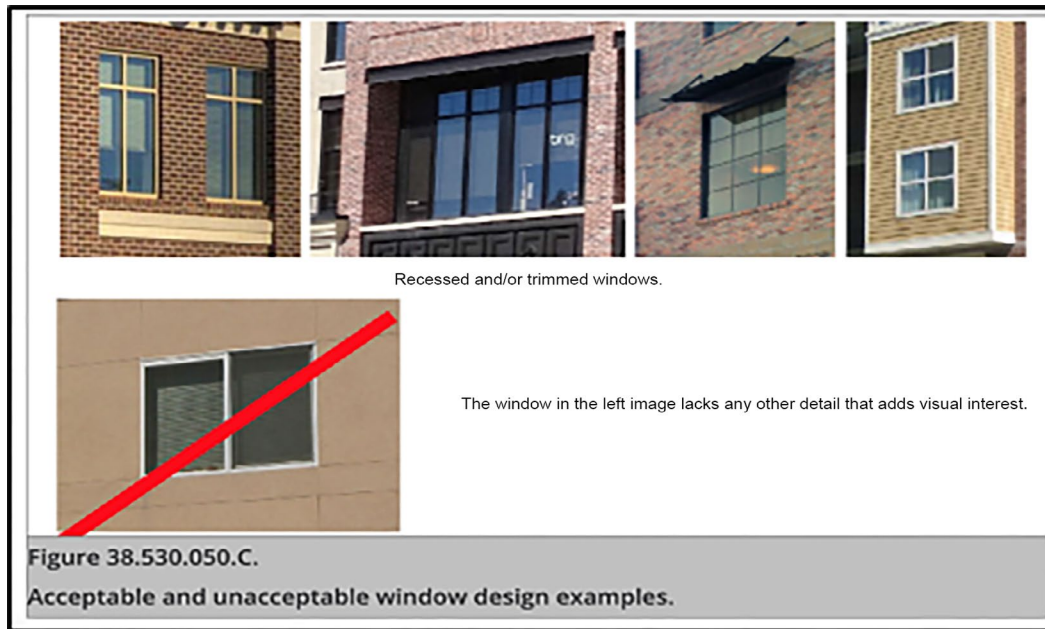 Recessed and/or trimmed windows.
The window in the left image lacks any other detail that adds visual interest.
Figure 38.530.050.C.
Acceptable and unacceptable window design examples.